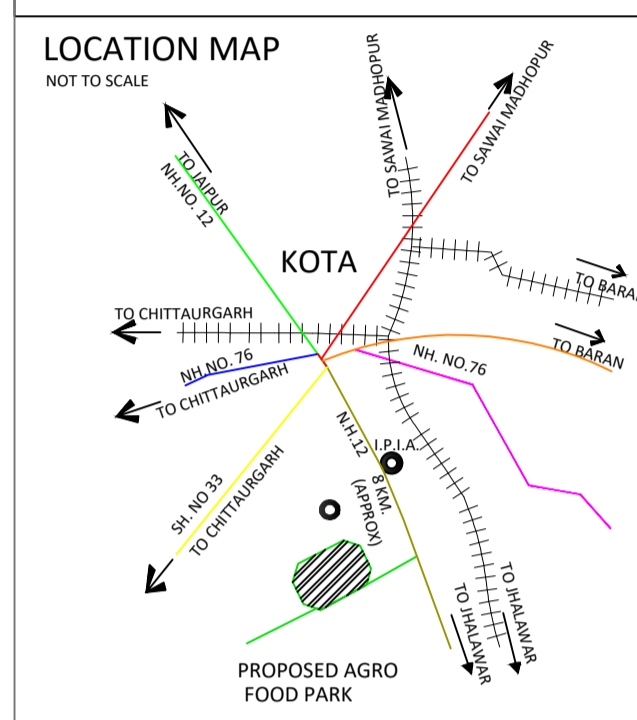 LOCATION MAP
NOT TO SCALE
TO SAWAI MADHOPUR
TO SAWAI MADHOPUR
TO JAIPUR
NH.NO. 12
KOTA
TO BARAN
TO CHITTAURGARH
TO BARAN
NH.NO. 76
TO CHITTAURGARH
NH. NO.76
N.H.12
I.P.I.A.
8 KM.
(APPROX)
SH. NO 33
TO CHITTAURGARH
TO JHALAWAR
TO JHALAWAR
PROPOSED AGRO
FOOD PARK